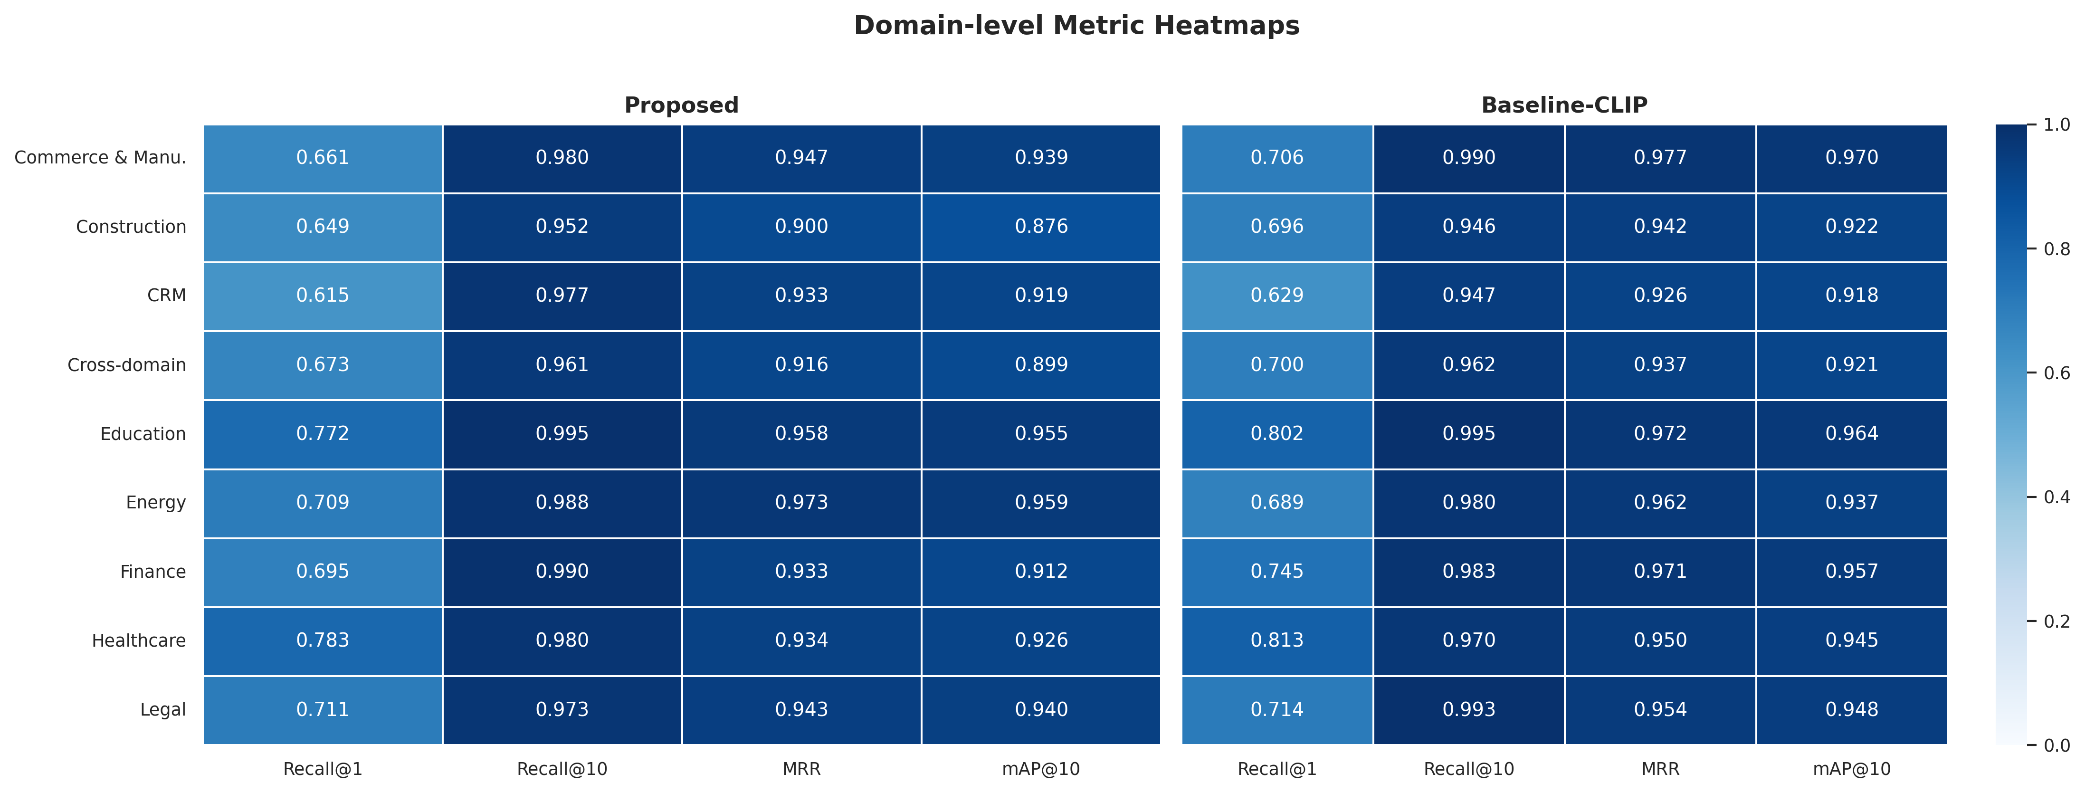 Domain-level Metric Heatmaps
Proposed Baseline-CLIP
Commerce & Manu. 0.661 0.980 0.947 0.939 0.706 0.990 0.977 0.970 1.0
Construction 0.649 0.952 0.900 0.876 0.696 0.946 0.942 0.922 0.8
CRM 0.615 0.977 0.933 0.919 0.629 0.947 0.926 0.918
Cross-domain 0.673 0.961 0.916 0.899 0.700 0.962 0.937 0.921 0.6
Education 0.772 0.995 0.958 0.955 0.802 0.995 0.972 0.964
Energy 0.709 0.988 0.973 0.959 0.689 0.980 0.962 0.937 0.4
Finance 0.695 0.990 0.933 0.912 0.745 0.983 0.971 0.957
Healthcare 0.783 0.980 0.934 0.926 0.813 0.970 0.950 0.945 0.2
Legal 0.711 0.973 0.943 0.940 0.714 0.993 0.954 0.948 0.0
Recall@1 Recall@10 MRR mAP@10 Recall@1 Recall@10 MRR mAP@10